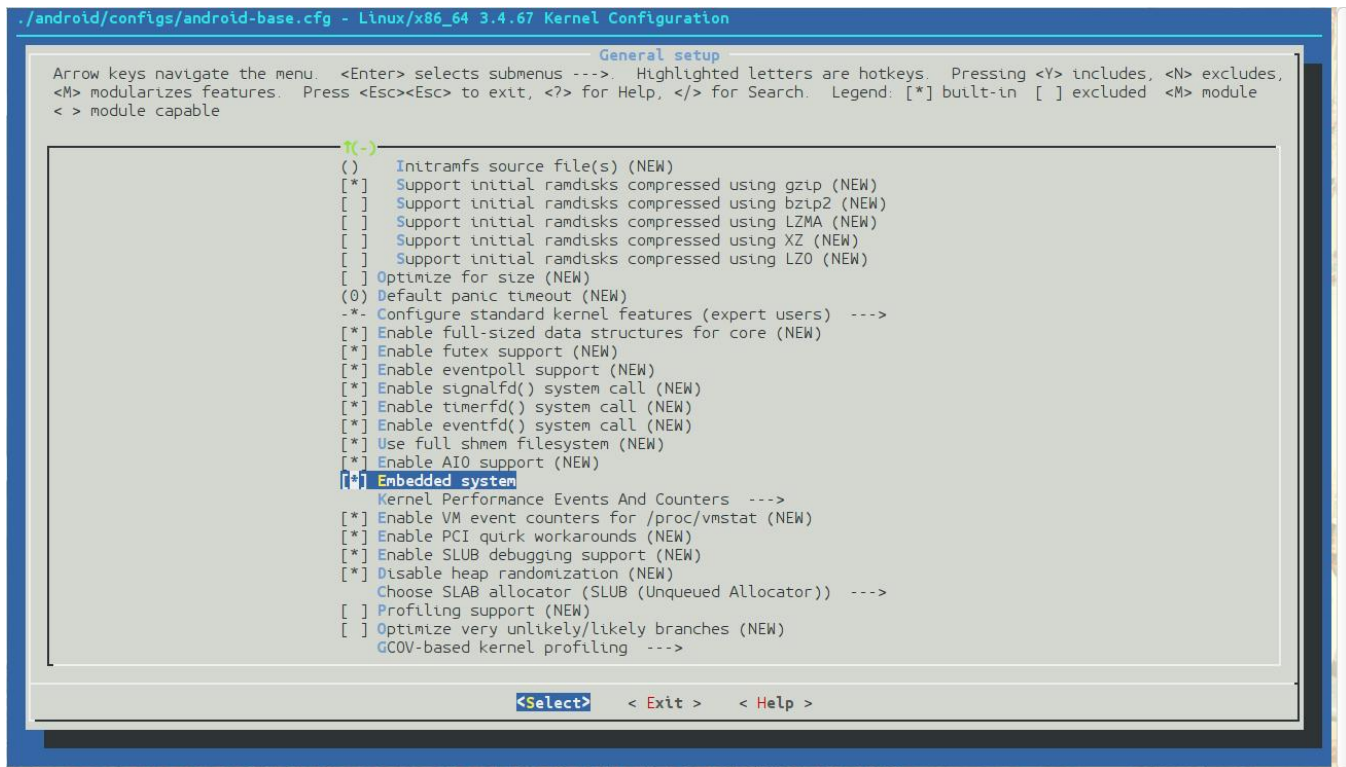 ./android/configs/android-base.cfg - Linux/x86_64 3.4.67 Kernel Configuration
General setup
Arrow keys navigate the menu.  <Enter> selects submenus --->.  Highlighted letters are hotkeys.  Pressing <Y> includes, <N> excludes,
<M> modularizes features.  Press <Esc><Esc> to exit, <?> for Help, </> for Search.  Legend: [*] built-in  [ ] excluded  <M> module
< > module capable
↑(-)
()    Initramfs source file(s) (NEW)
[*]   Support initial ramdisks compressed using gzip (NEW)
[ ]   Support initial ramdisks compressed using bzip2 (NEW)
[ ]   Support initial ramdisks compressed using LZMA (NEW)
[ ]   Support initial ramdisks compressed using XZ (NEW)
[ ]   Support initial ramdisks compressed using LZO (NEW)
[ ] Optimize for size (NEW)
(0) Default panic timeout (NEW)
-*- Configure standard kernel features (expert users)  --->
[*] Enable full-sized data structures for core (NEW)
[*] Enable futex support (NEW)
[*] Enable eventpoll support (NEW)
[*] Enable signalfd() system call (NEW)
[*] Enable timerfd() system call (NEW)
[*] Enable eventfd() system call (NEW)
[*] Use full shmem filesystem (NEW)
[*] Enable AIO support (NEW)
[*] Embedded system
Kernel Performance Events And Counters  --->
[*] Enable VM event counters for /proc/vmstat (NEW)
[*] Enable PCI quirk workarounds (NEW)
[*] Enable SLUB debugging support (NEW)
[*] Disable heap randomization (NEW)
Choose SLAB allocator (SLUB (Unqueued Allocator))  --->
[ ] Profiling support (NEW)
[ ] Optimize very unlikely/likely branches (NEW)
GCOV-based kernel profiling  --->
<Select>    < Exit >    < Help >